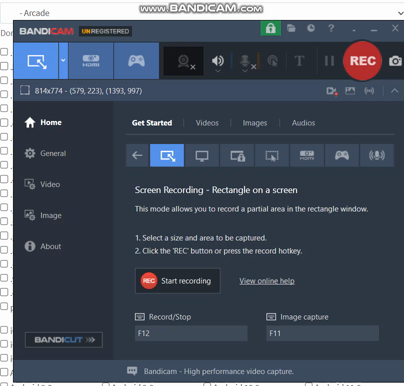 - Arcade
www.BANDICAM.com
BANDICAM UNREGISTERED
HDMI
REC
814x774 - (579, 223), (1393, 997)
Home
General
Video
Image
About
BANDICUT
Get Started
Videos
Images
Audios
HDMI
Screen Recording - Rectangle on a screen
This mode allows you to record a partial area in the rectangle window.
1. Select a size and area to be captured.
2. Click the 'REC' button or press the record hotkey.
REC Start recording
View online help
Record/Stop
F12
Image capture
F11
Bandicam - High performance video capture.